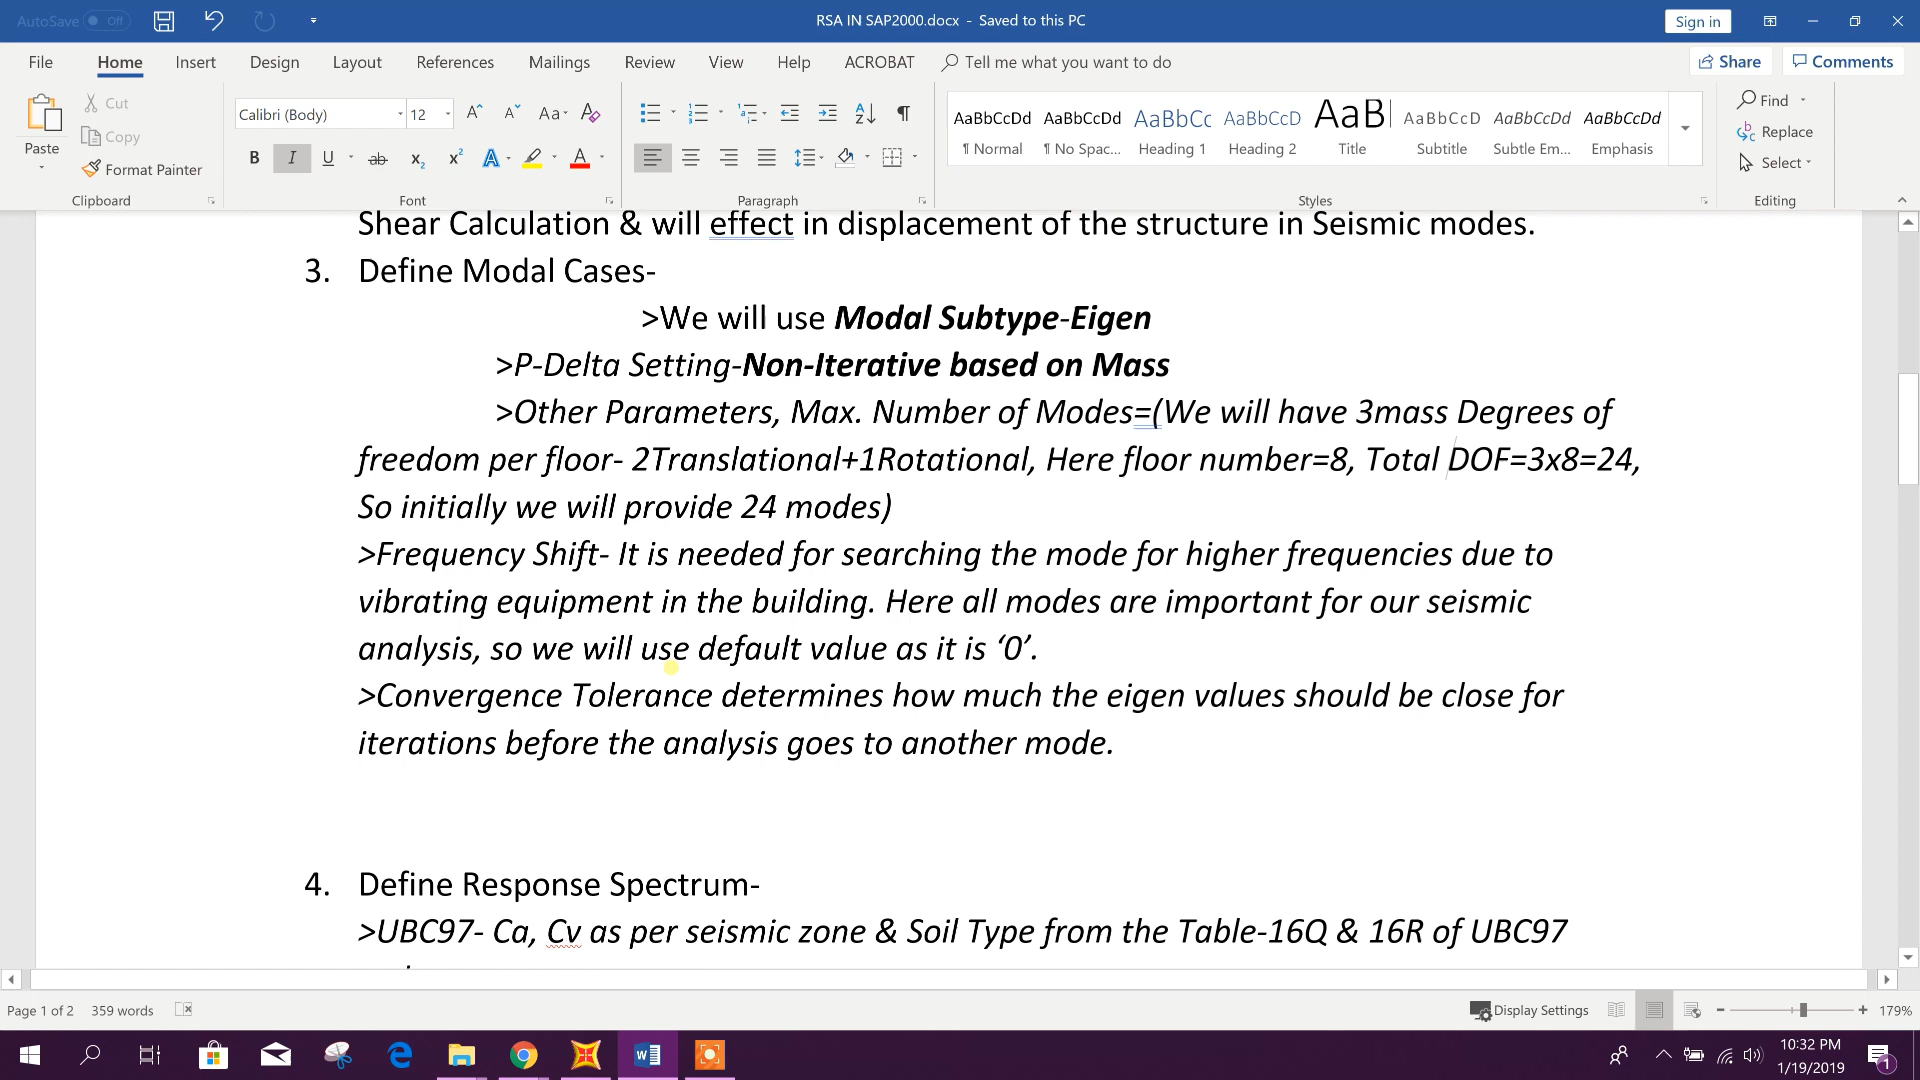 AutoSave Off
RSA IN SAP2000.docx - Saved to this PC
Sign in
File Home Insert Design Layout References Mailings Review View Help ACROBAT Tell me what you want to do Share Comments
Paste
Cut
Copy
Format Painter
Clipboard
Calibri (Body) 12
Font
Paragraph
AaBbCcDd AaBbCcDd AaBbCc AaBbCcD AaB AaBbCcD AaBbCcDd AaBbCcDd
¶ Normal ¶ No Spac... Heading 1 Heading 2 Title Subtitle Subtle Em... Emphasis
Styles
Find
Replace
Select
Editing
Shear Calculation & will effect in displacement of the structure in Seismic modes.
3. Define Modal Cases-
>We will use Modal Subtype-Eigen
>P-Delta Setting-Non-Iterative based on Mass
>Other Parameters, Max. Number of Modes=(We will have 3mass Degrees of
freedom per floor- 2Translational+1Rotational, Here floor number=8, Total DOF=3x8=24,
So initially we will provide 24 modes)
>Frequency Shift- It is needed for searching the mode for higher frequencies due to
vibrating equipment in the building. Here all modes are important for our seismic
analysis, so we will use default value as it is ‘0’.
>Convergence Tolerance determines how much the eigen values should be close for
iterations before the analysis goes to another mode.
4. Define Response Spectrum-
>UBC97- Ca, Cv as per seismic zone & Soil Type from the Table-16Q & 16R of UBC97
Page 1 of 2 359 words Display Settings 179%
10:32 PM
1/19/2019
1